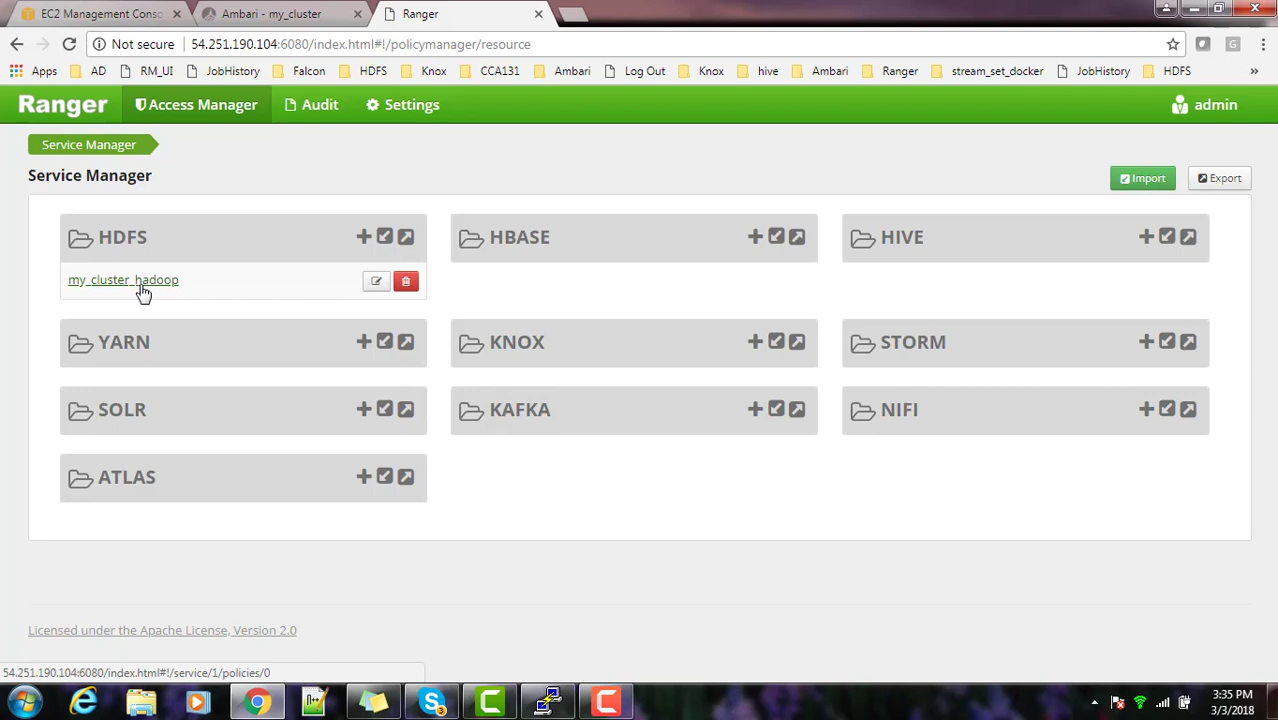 EC2 Management Conso
Ambari - my_cluster
Ranger
Not secure
54.251.190.104:6080/index.html#!/policymanager/resource
Apps
AD
RM_UI
JobHistory
Falcon
HDFS
Knox
CCA131
Ambari
Log Out
Knox
hive
Ambari
Ranger
stream_set_docker
JobHistory
HDFS
»
Ranger
Access Manager
Audit
Settings
admin
Service Manager
Service Manager
Import
Export
HDFS
HBASE
HIVE
my_cluster_hadoop
YARN
KNOX
STORM
SOLR
KAFKA
NIFI
ATLAS
Licensed under the Apache License, Version 2.0
54.251.190.104:6080/index.html#!/service/1/policies/0
3:35 PM
3/3/2018